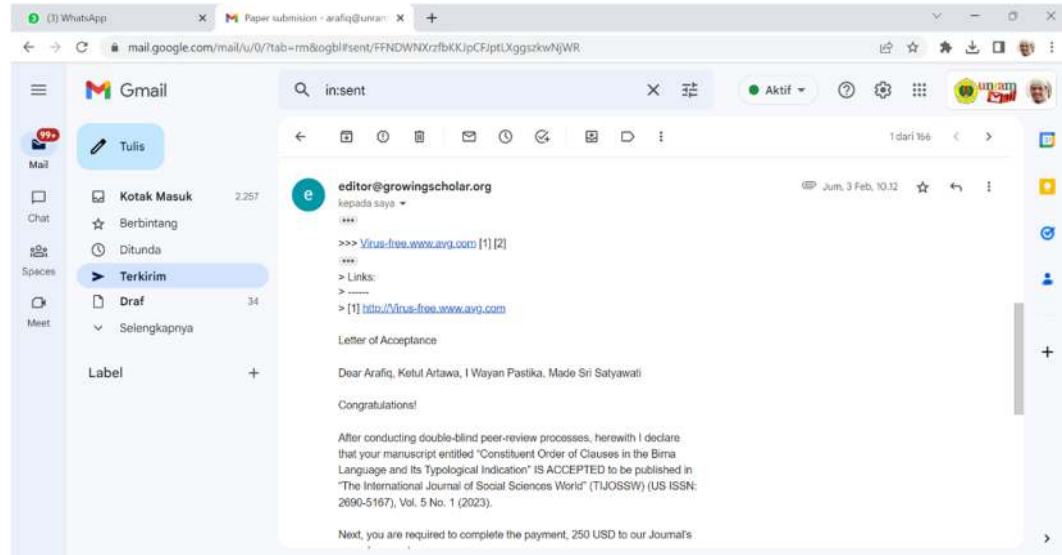 (3) WhatsApp
Paper submision - arafiq@unram
mail.google.com/mail/u/0/?tab=rm&ogbl#sent/FFNDWNXrzfbKKJpCFJptLXggszkwNjWR
Gmail
in:sent
Aktif
unram
Mail
99+
Mail
Chat
Spaces
Meet
Tulis
Kotak Masuk 2.257
Berbintang
Ditunda
Terkirim
Draf 34
Selengkapnya
Label
1 dari 166
e
editor@growingscholar.org
Jum, 3 Feb, 10.12
kepada saya
>>> Virus-free.www.avg.com [1] [2]
> Links:
> ------
> [1] http://Virus-free.www.avg.com
Letter of Acceptance
Dear Arafiq, Ketut Artawa, I Wayan Pastika, Made Sri Satyawati
Congratulations!
After conducting double-blind peer-review processes, herewith I declare
that your manuscript entitled "Constituent Order of Clauses in the Bima
Language and Its Typological Indication" IS ACCEPTED to be published in
"The International Journal of Social Sciences World" (TIJOSSW) (US ISSN:
2690-5167), Vol. 5 No. 1 (2023).
Next, you are required to complete the payment, 250 USD to our Journal's